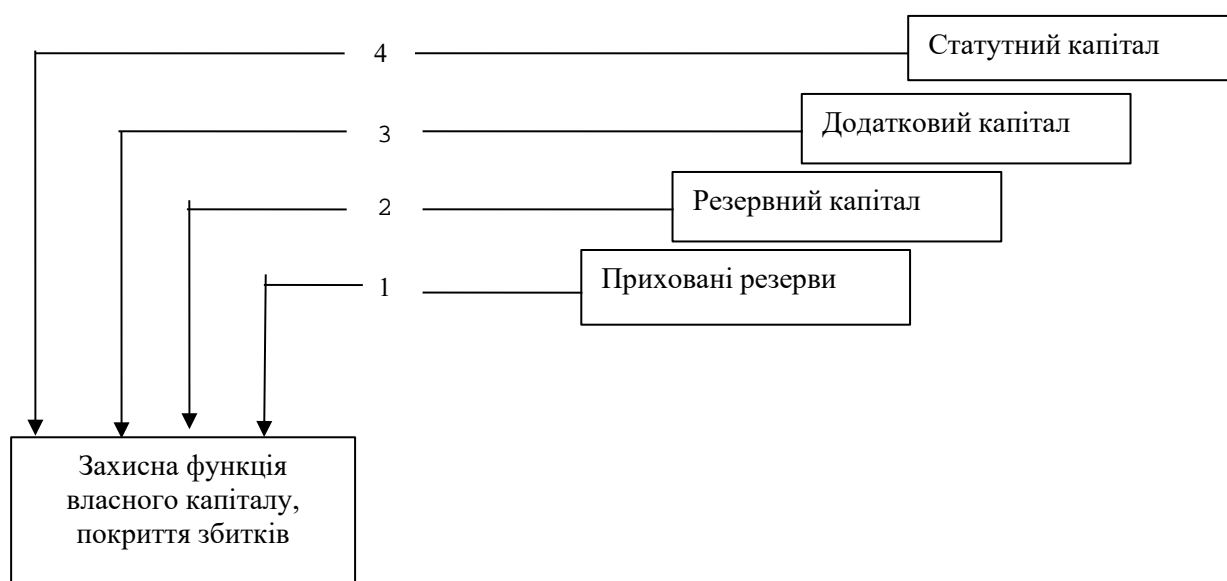 4
Статутний капітал
3
Додатковий капітал
2
Резервний капітал
1
Приховані резерви
Захисна функція
власного капіталу,
покриття збитків